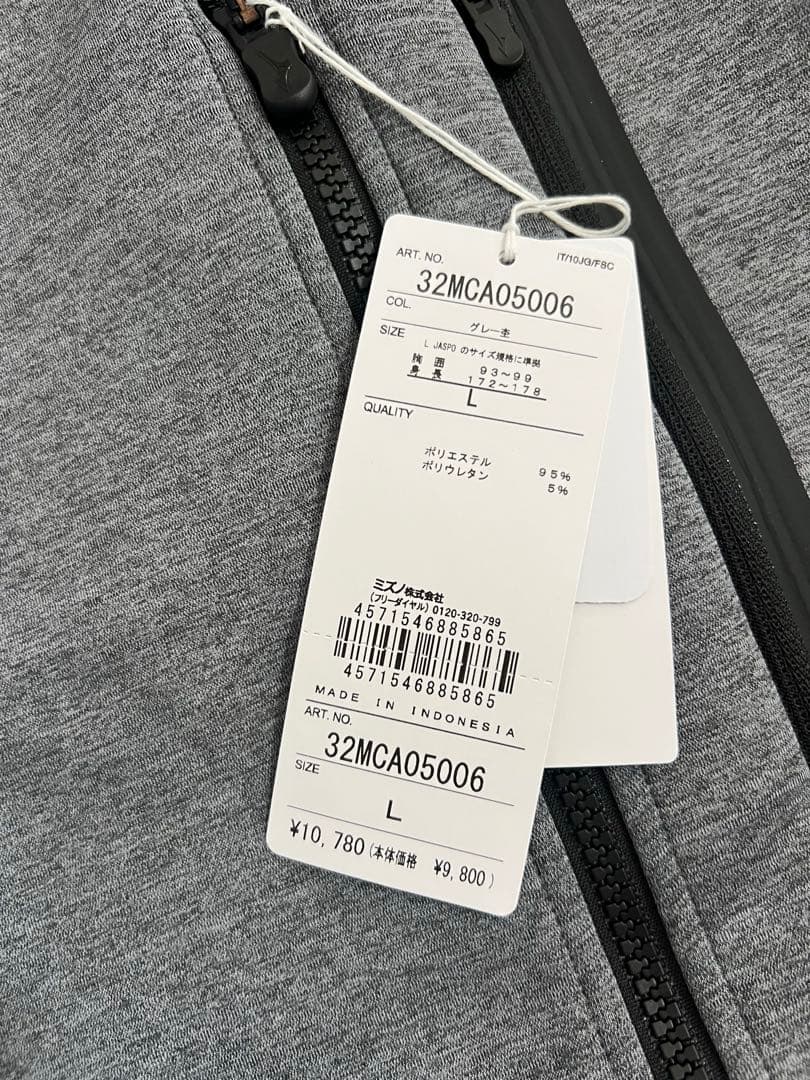 ART. NO.
IT/10JG/F8C
32MCA05006
COL.
グレー杢
SIZE
L JASPO のサイズ規格に準拠
胸 囲 93～99
身 長 172～178
L
QUALITY
ポリエステル 95%
ポリウレタン 5%
ミズノ株式会社
(フリーダイヤル) 0120-320-799
4571546885865
4571546885865
MADE IN INDONESIA
ART. NO.
32MCA05006
SIZE
L
¥10,780(本体価格 ¥9,800)